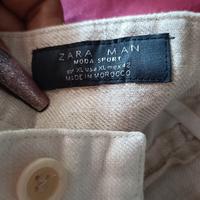 ZARA MAN
MODA SPORT
eur XL usa XL mex 42
MADE IN MOROCCO